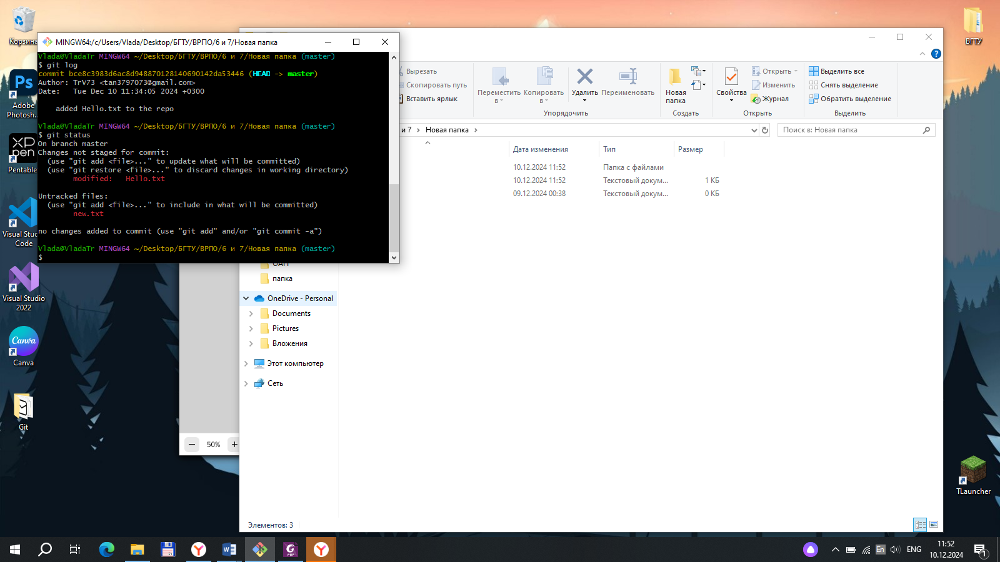 Корзина
Adobe
Photosh...
Pentable
Visual Stud
Code
Visual Studio
2022
Canva
Git
БГТУ
TLauncher
MINGW64:/c/Users/Vlada/Desktop/БГТУ/ВРПО/6 и 7/Новая папка
Vlada@VladaTr MINGW64 ~/Desktop/БГТУ/ВРПО/6 и 7/Новая папка (master)
$ git log
commit bce8c3983d6ac8d948870128140690142da53446 (HEAD -> master)
Author: TrV73 <tan3797073@gmail.com>
Date:   Tue Dec 10 11:34:05 2024 +0300
added Hello.txt to the repo
Vlada@VladaTr MINGW64 ~/Desktop/БГТУ/ВРПО/6 и 7/Новая папка (master)
$ git status
On branch master
Changes not staged for commit:
(use "git add <file>..." to update what will be committed)
(use "git restore <file>..." to discard changes in working directory)
modified:   Hello.txt
Untracked files:
(use "git add <file>..." to include in what will be committed)
new.txt
no changes added to commit (use "git add" and/or "git commit -a")
Vlada@VladaTr MINGW64 ~/Desktop/БГТУ/ВРПО/6 и 7/Новая папка (master)
$
Вырезать
Скопировать путь
Вставить ярлык
Переместить в
Копировать в
Удалить
Переименовать
Упорядочить
Новая папка
Создать
Свойства
Открыть
Изменить
Журнал
Открыть
Выделить все
Снять выделение
Обратить выделение
Выделить
и 7 > Новая папка >
Поиск в: Новая папка
Дата изменения Тип Размер
10.12.2024 11:52 Папка с файлами
10.12.2024 11:52 Текстовый докум... 1 КБ
09.12.2024 00:38 Текстовый докум... 0 КБ
папка
OneDrive - Personal
Documents
Pictures
Вложения
Этот компьютер
Сеть
Элементов: 3
50%
En
ENG
11:52
10.12.2024
1